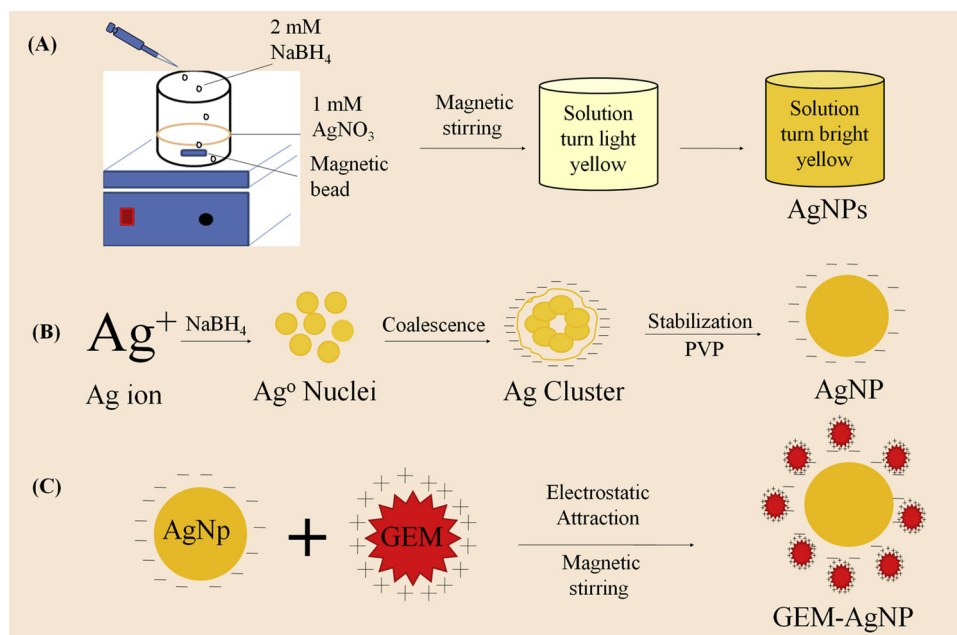 (A)
2 mM
NaBH₄
1 mM
AgNO₃
Magnetic
bead
Magnetic
stirring
Solution
turn light
yellow
Solution
turn bright
yellow
AgNPs
(B)
Ag⁺
Ag ion
NaBH₄
Ag⁰ Nuclei
Coalescence
Ag Cluster
Stabilization
PVP
AgNP
(C)
AgNp
+
GEM
Electrostatic
Attraction
Magnetic
stirring
GEM-AgNP